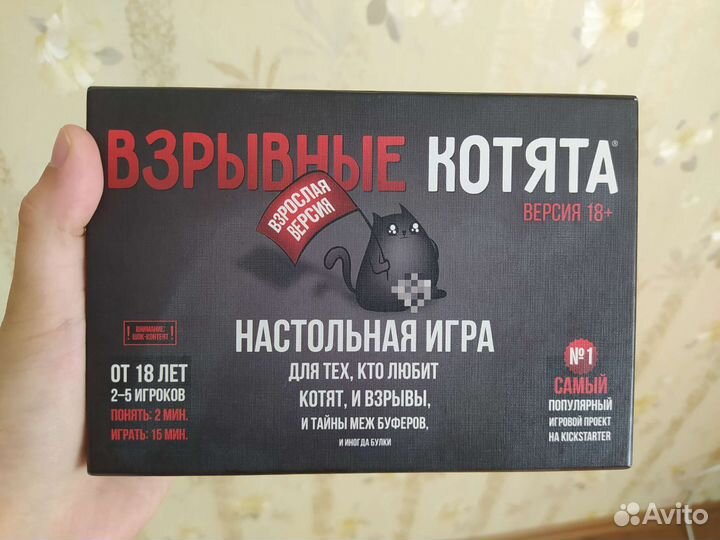 ВЗРЫВНЫЕ КОТЯТА®
ВЕРСИЯ 18+
ВЗРОСЛАЯ
ВЕРСИЯ
! ВНИМАНИЕ: !
ШОК-КОНТЕНТ
НАСТОЛЬНАЯ ИГРА
ДЛЯ ТЕХ, КТО ЛЮБИТ
КОТЯТ, И ВЗРЫВЫ,
И ТАЙНЫ МЕЖ БУФЕРОВ,
И ИНОГДА БУЛКИ
ОТ 18 ЛЕТ
2–5 ИГРОКОВ
ПОНЯТЬ: 2 МИН.
ИГРАТЬ: 15 МИН.
№1
САМЫЙ
ПОПУЛЯРНЫЙ
ИГРОВОЙ ПРОЕКТ
НА KICKSTARTER
Avito